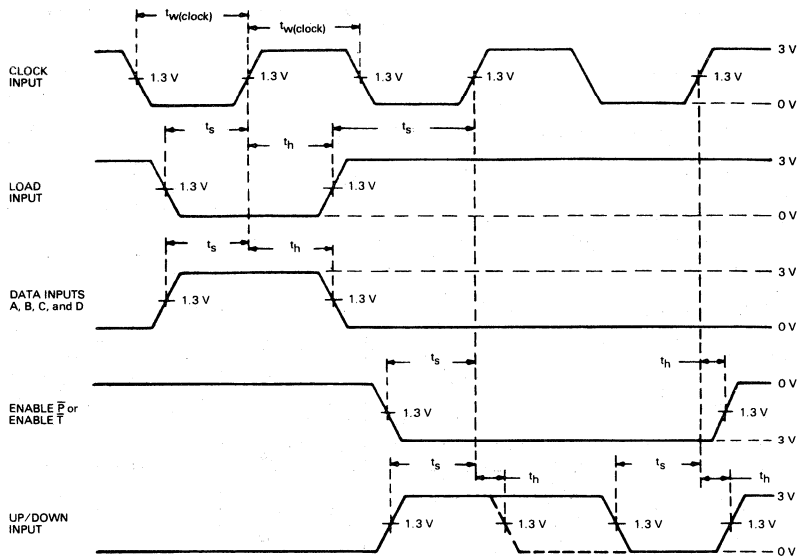 tw(clock)
tw(clock)
3 V
CLOCK
INPUT
1.3 V
1.3 V
1.3 V
1.3 V
1.3 V
0 V
ts
th
ts
3 V
LOAD
INPUT
1.3 V
1.3 V
0 V
ts
th
3 V
DATA INPUTS
A, B, C, and D
1.3 V
1.3 V
0 V
ts
th
0 V
ENABLE P̅ or
ENABLE T̅
1.3 V
1.3 V
3 V
ts
th
ts
th
3 V
UP/DOWN
INPUT
1.3 V
1.3 V
1.3 V
1.3 V
0 V